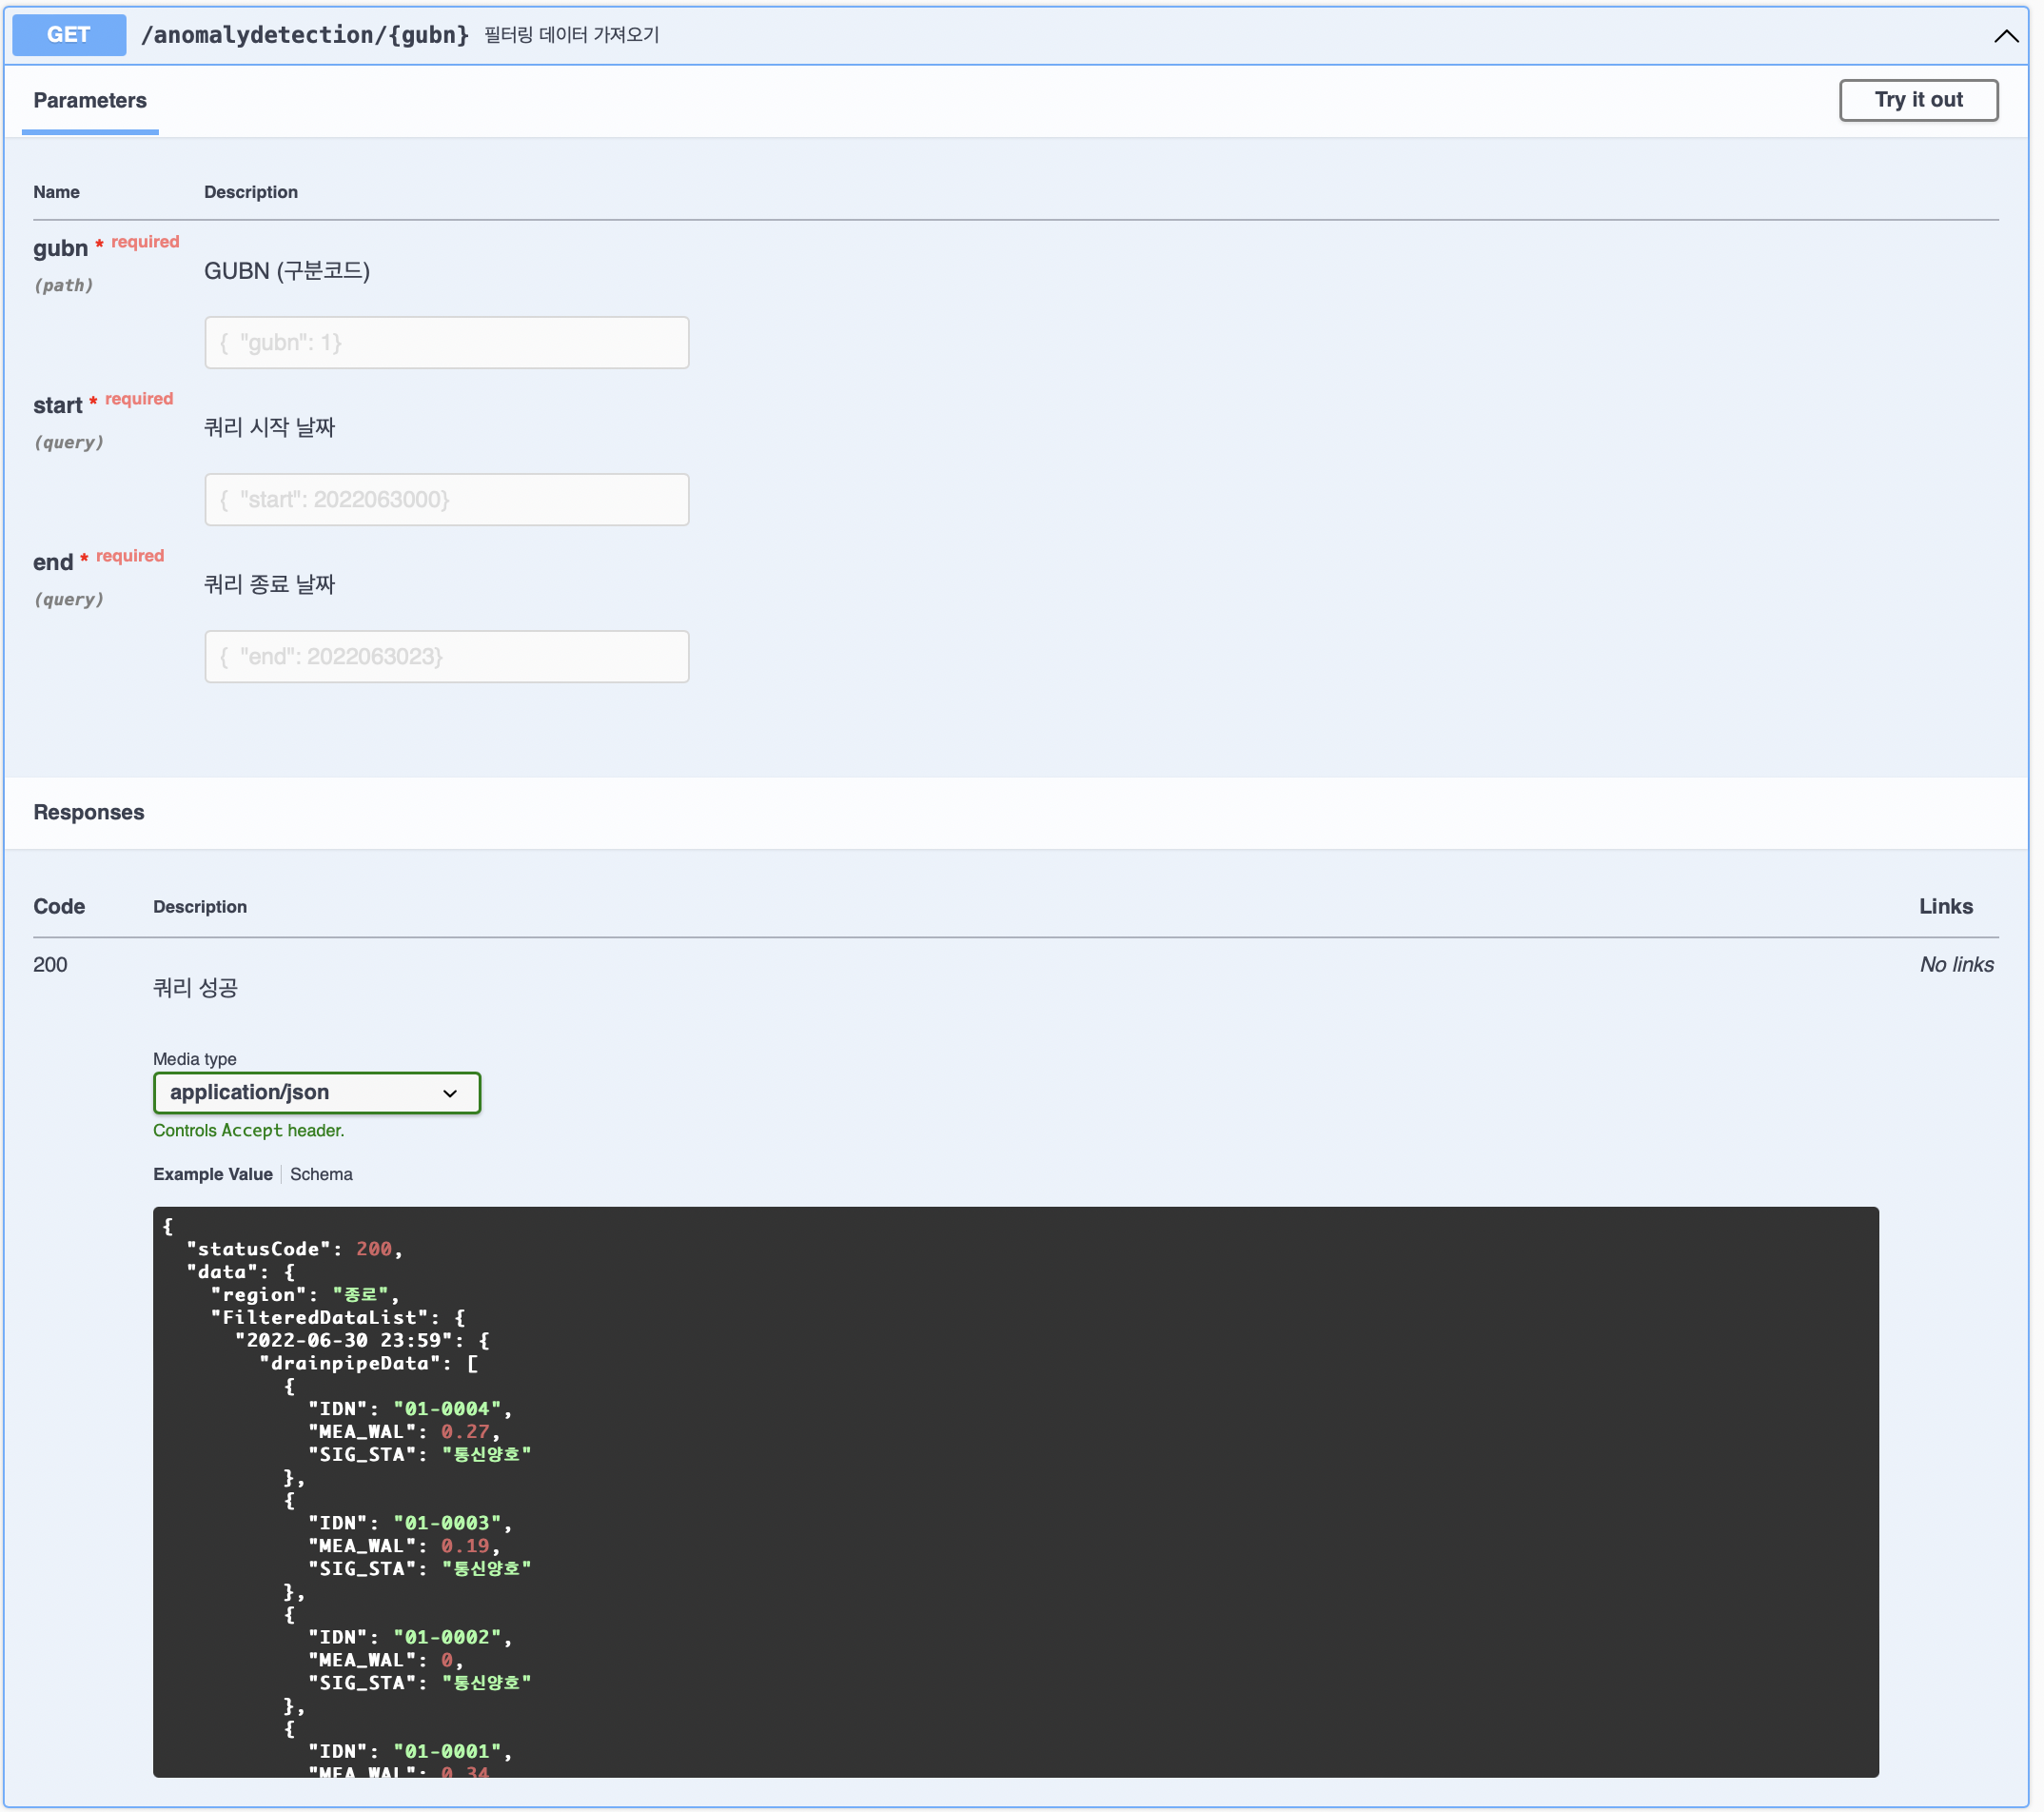 GET /anomalydetection/{gubn} 필터링 데이터 가져오기
Parameters
Try it out
Name Description
gubn * required
(path)
GUBN (구분코드)
{ "gubn": 1}
start * required
(query)
쿼리 시작 날짜
{ "start": 2022063000}
end * required
(query)
쿼리 종료 날짜
{ "end": 2022063023}
Responses
Code Description Links
200
쿼리 성공
No links
Media type
application/json
Controls Accept header.
Example Value Schema
{
"statusCode": 200,
"data": {
"region": "종로",
"FilteredDataList": {
"2022-06-30 23:59": {
"drainpipeData": [
{
"IDN": "01-0004",
"MEA_WAL": 0.27,
"SIG_STA": "통신양호"
},
{
"IDN": "01-0003",
"MEA_WAL": 0.19,
"SIG_STA": "통신양호"
},
{
"IDN": "01-0002",
"MEA_WAL": 0,
"SIG_STA": "통신양호"
},
{
"IDN": "01-0001",
"MEA_WAL": 0.34